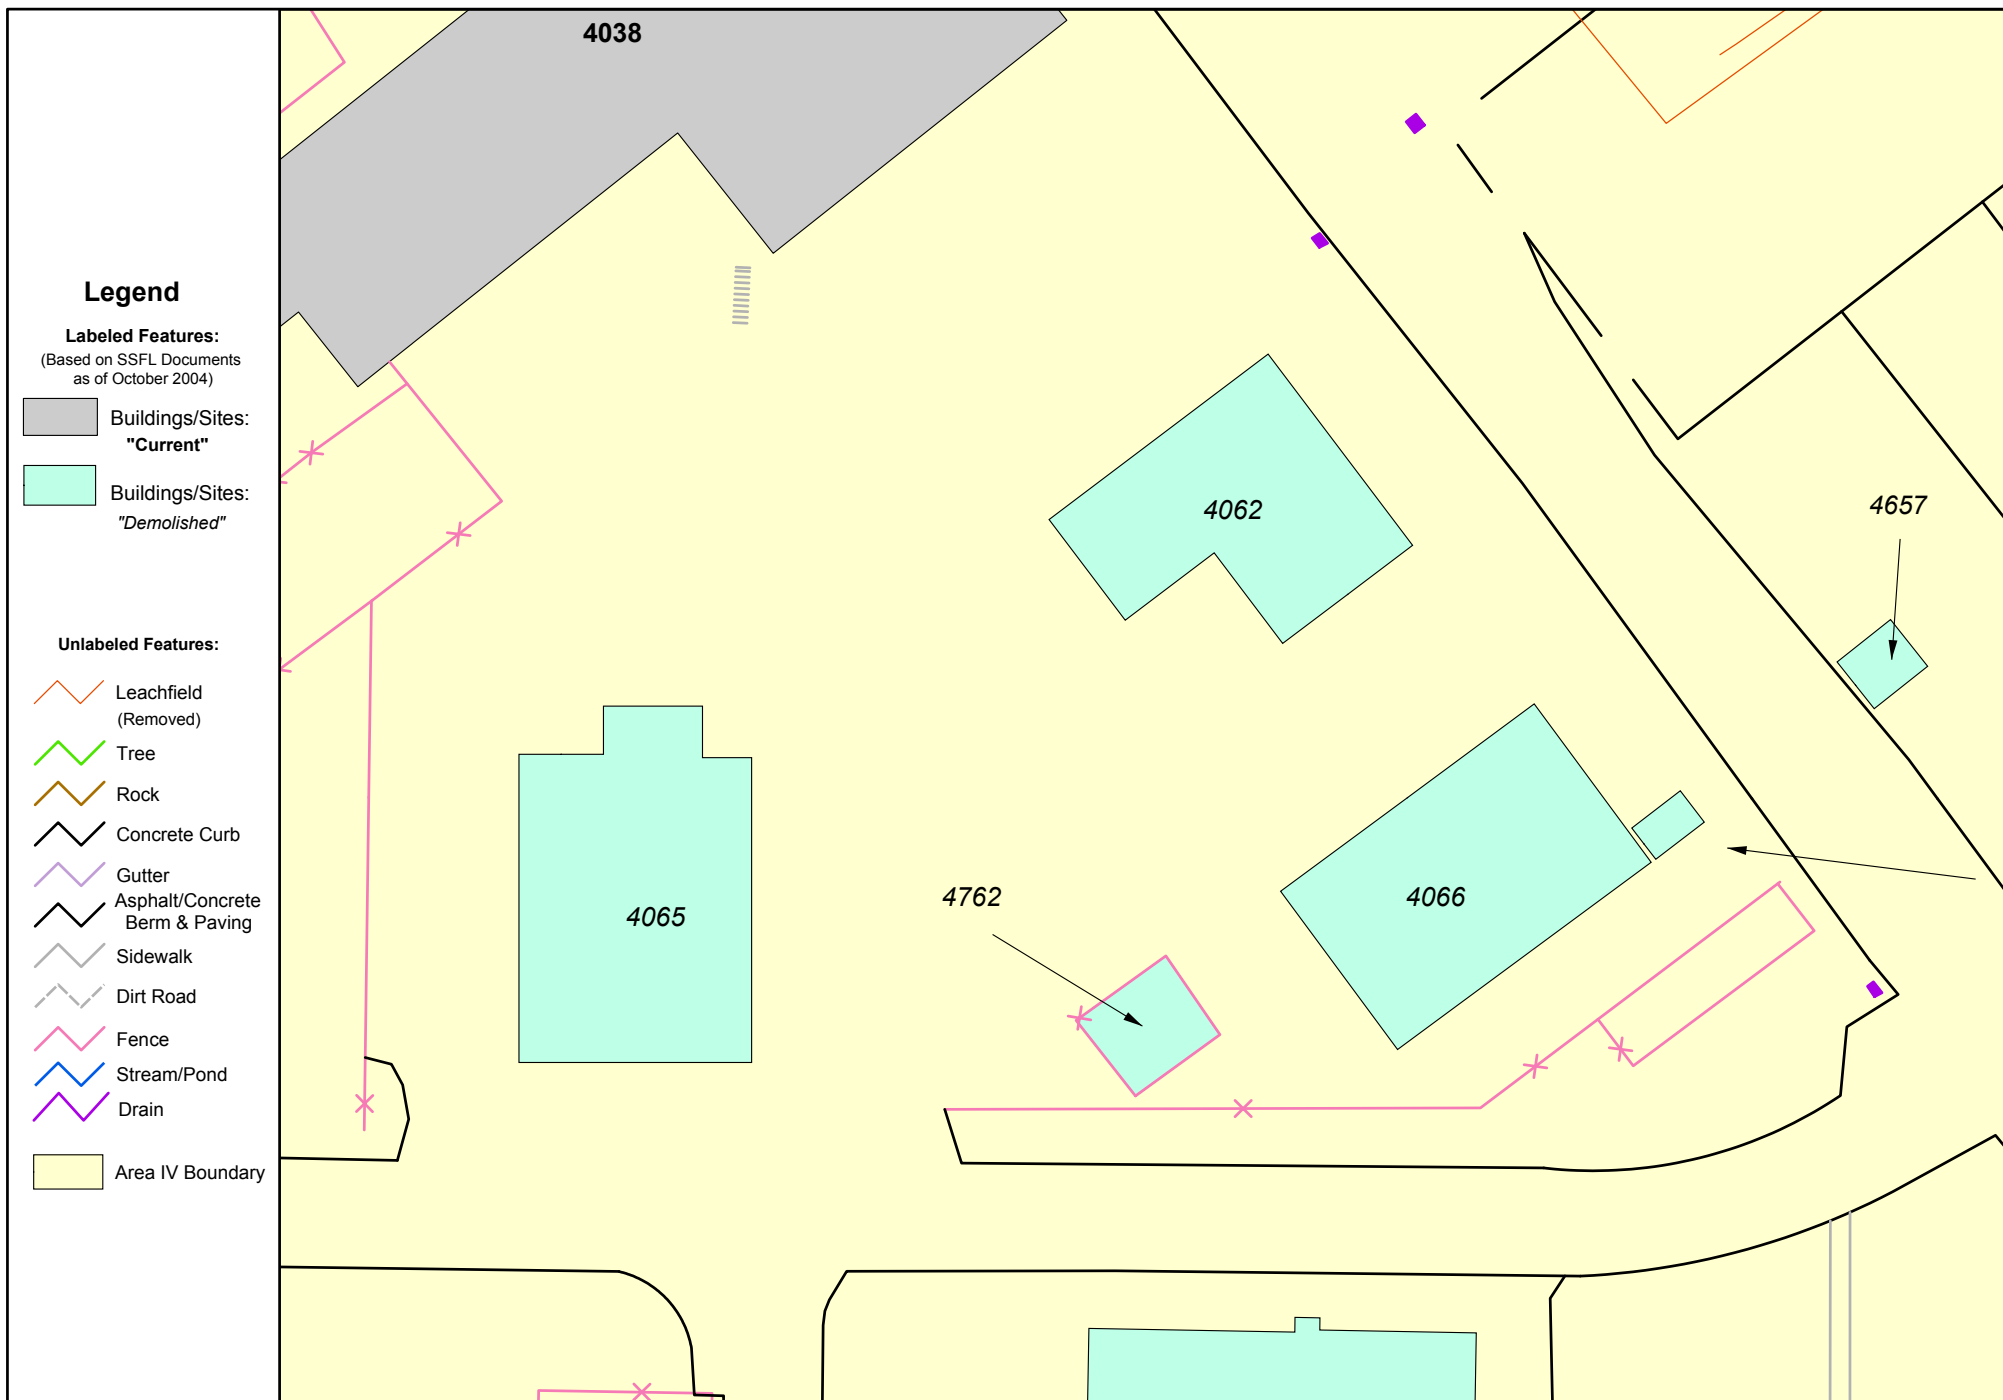 Legend
Labeled Features:
(Based on SSFL Documents
as of October 2004)
Buildings/Sites:
"Current"
Buildings/Sites:
"Demolished"
Unlabeled Features:
Leachfield
(Removed)
Tree
Rock
Concrete Curb
Gutter
Asphalt/Concrete
Berm & Paving
Sidewalk
Dirt Road
Fence
Stream/Pond
Drain
Area IV Boundary
4038
4062
4657
4065
4762
4066